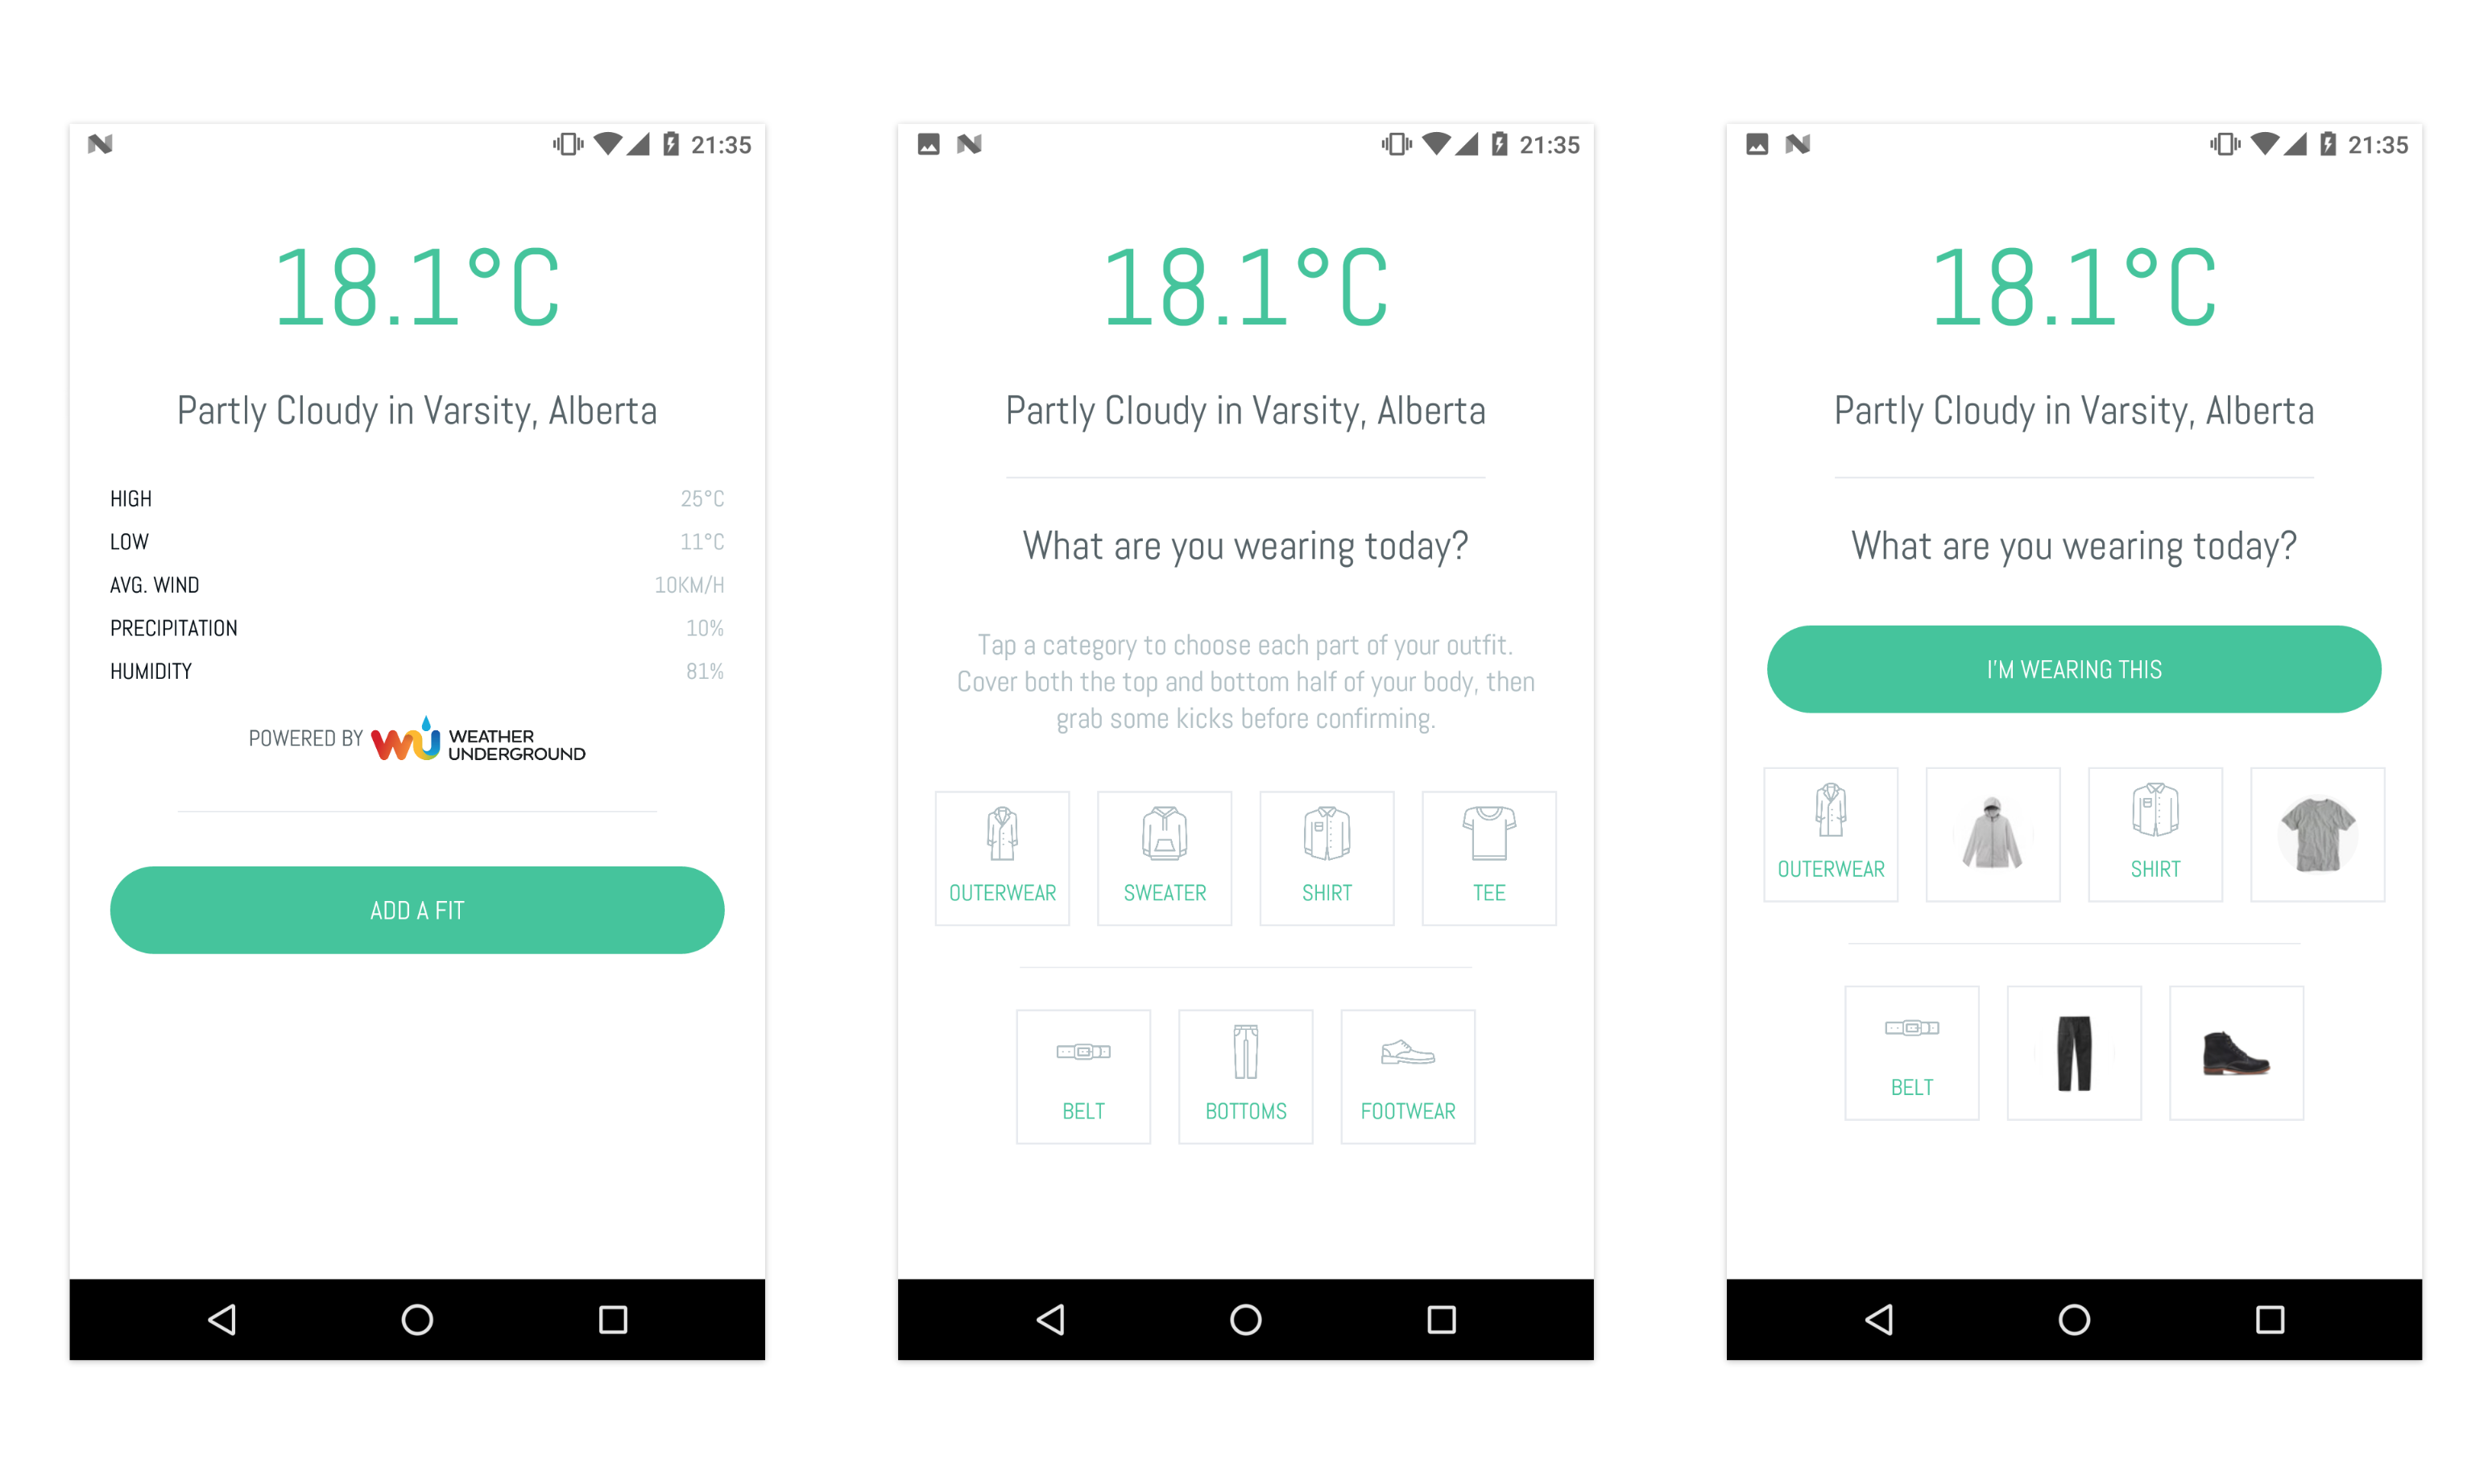 21:35
18.1°C
Partly Cloudy in Varsity, Alberta
HIGH 25°C
LOW 11°C
AVG. WIND 10KM/H
PRECIPITATION 10%
HUMIDITY 81%
POWERED BY WU WEATHER
UNDERGROUND
ADD A FIT
21:35
18.1°C
Partly Cloudy in Varsity, Alberta
What are you wearing today?
Tap a category to choose each part of your outfit.
Cover both the top and bottom half of your body, then
grab some kicks before confirming.
OUTERWEAR SWEATER SHIRT TEE
BELT BOTTOMS FOOTWEAR
21:35
18.1°C
Partly Cloudy in Varsity, Alberta
What are you wearing today?
I'M WEARING THIS
OUTERWEAR SHIRT
BELT